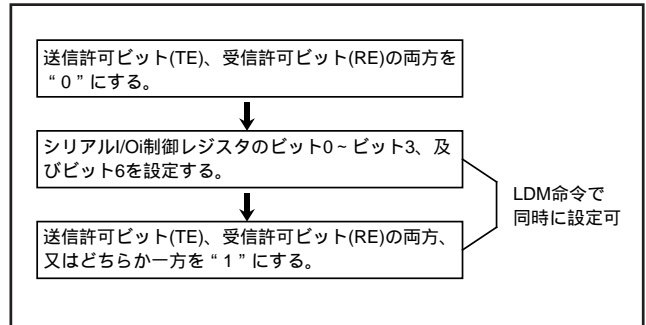 送信許可ビット(TE)、受信許可ビット(RE)の両方を
“0”にする。
シリアルI/Oi制御レジスタのビット0~ビット3、及
びビット6を設定する。
LDM命令で
同時に設定可
送信許可ビット(TE)、受信許可ビット(RE)の両方、
又はどちらか一方を“1”にする。